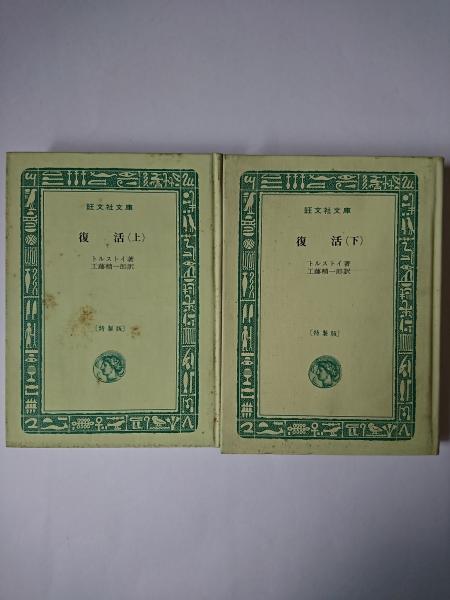 旺文社文庫
復活(上)
トルストイ著
工藤精一郎訳
[特製版]
旺文社文庫
復活(下)
トルストイ著
工藤精一郎訳
[特製版]